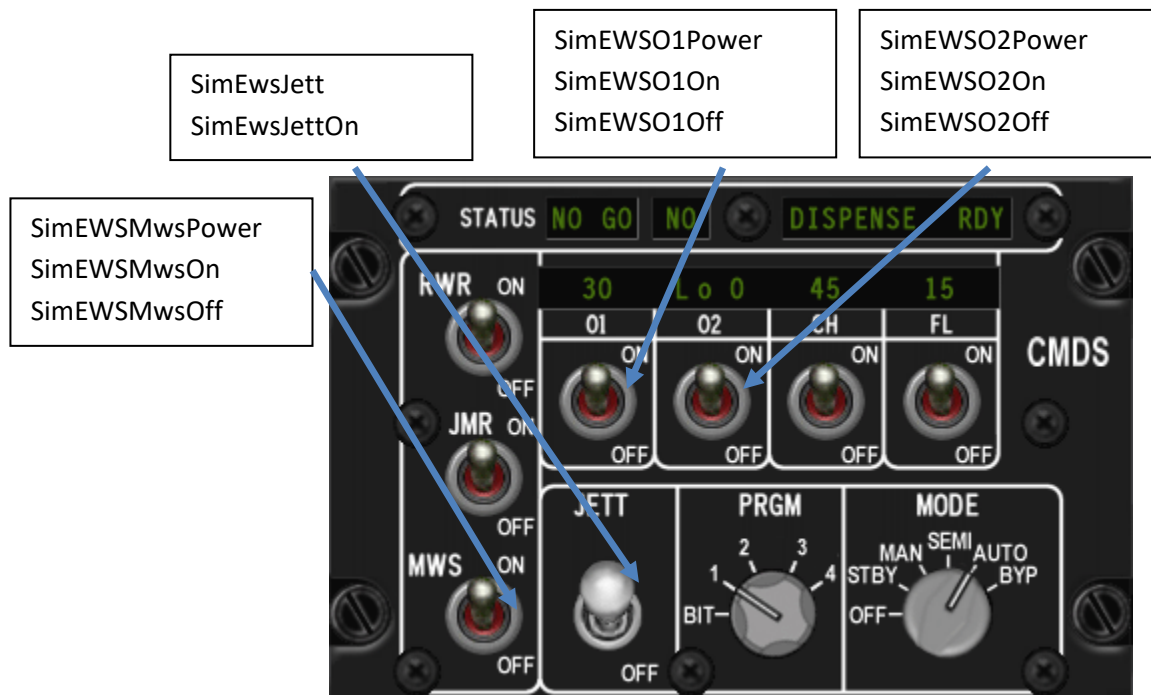 SimEWSO1Power
SimEWSO1On
SimEWSO1Off
SimEWSO2Power
SimEWSO2On
SimEWSO2Off
SimEwsJett
SimEwsJettOn
SimEWSMwsPower
SimEWSMwsOn
SimEWSMwsOff
STATUS NO GO NO DISPENSE RDY
RWR ON
OFF
JMR ON
OFF
MWS ON
OFF
30 Lo 0 45 15
O1 O2 CH FL
ON ON ON ON
OFF OFF OFF OFF
CMDS
JETT
OFF
PRGM
BIT 1 2 3 4
MODE
OFF STBY MAN SEMI AUTO BYP